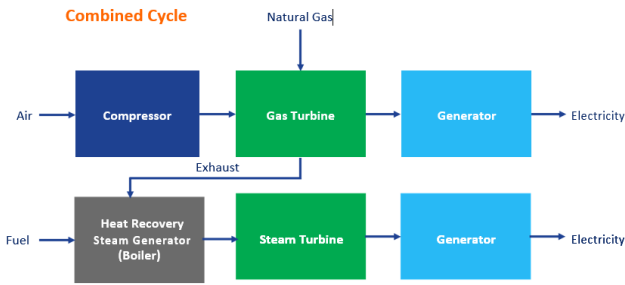 Combined Cycle
Natural Gas
Air
Compressor
Gas Turbine
Generator
Electricity
Exhaust
Fuel
Heat Recovery
Steam Generator
(Boiler)
Steam Turbine
Generator
Electricity